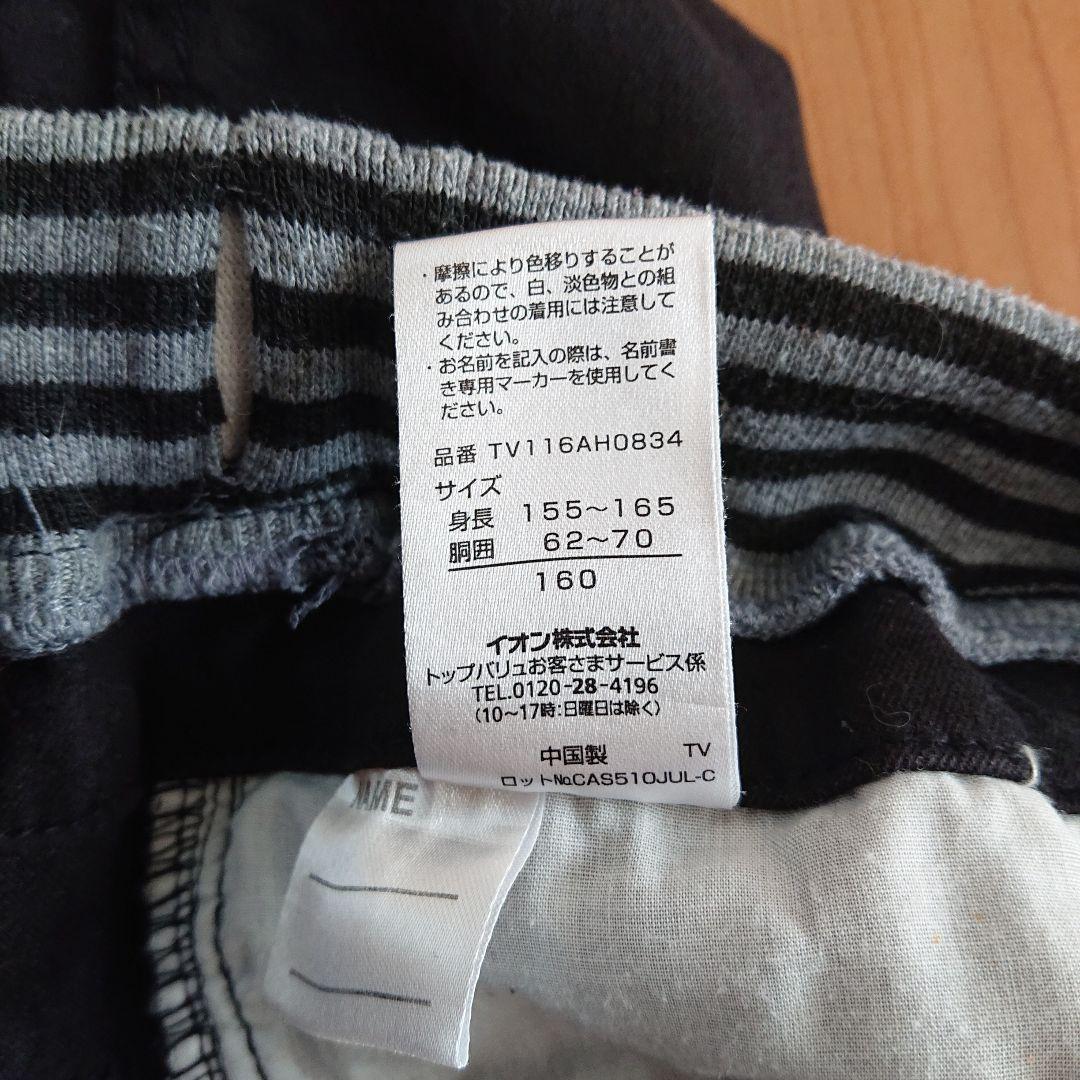 ・摩擦により色移りすることが
あるので、白、淡色物との組
み合わせの着用には注意して
ください。
・お名前を記入の際は、名前書
き専用マーカーを使用してく
ださい。
品番 TV116AH0834
サイズ
身長 155～165
胴囲 62～70
160
イオン株式会社
トップバリュお客さまサービス係
TEL.0120-28-4196
(10～17時:日曜日は除く)
中国製 TV
ロット№CAS510JUL-C
NAME